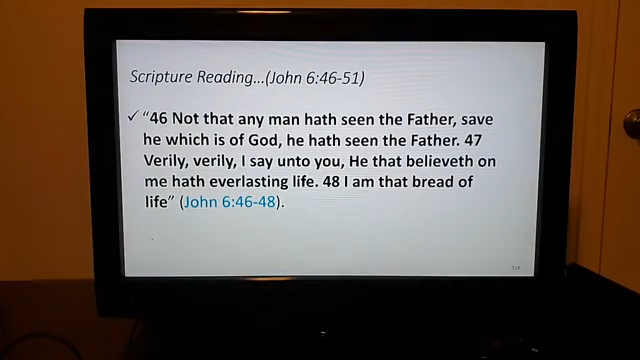 Scripture Reading...(John 6:46-51)
✓ “46 Not that any man hath seen the Father, save
he which is of God, he hath seen the Father. 47
Verily, verily, I say unto you, He that believeth on
me hath everlasting life. 48 I am that bread of
life” (John 6:46-48).